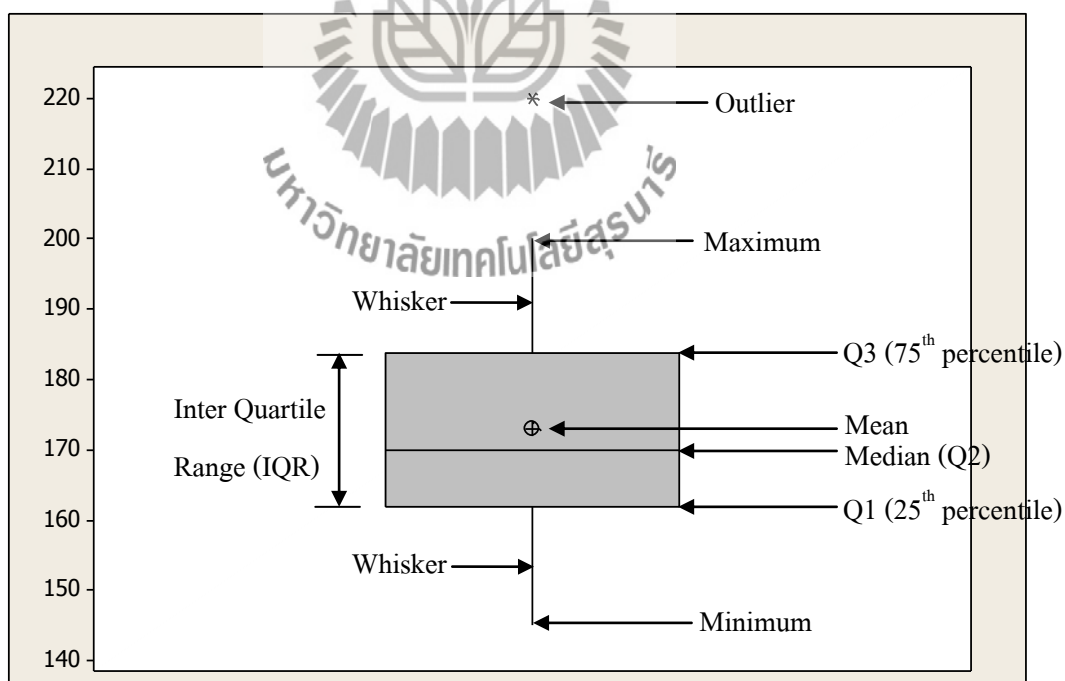 220
Outlier
210
มหาวิทยาลัยเทคโนโลยีสุรนารี
200
Maximum
190
Whisker
Q3 (75th percentile)
180
Inter Quartile
Mean
170
Median (Q2)
Range (IQR)
160
Q1 (25th percentile)
Whisker
150
Minimum
140